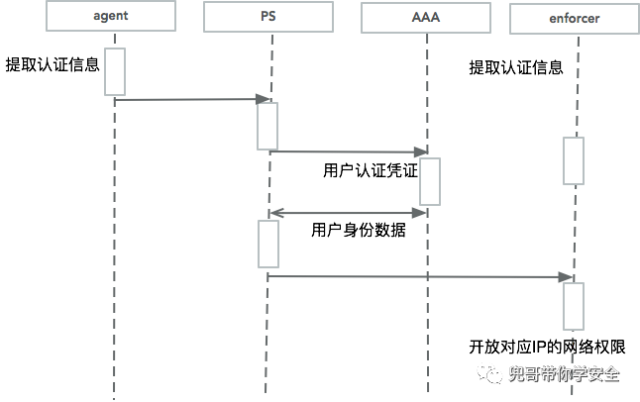 agent
PS
AAA
enforcer
提取认证信息
提取认证信息
用户认证凭证
用户身份数据
开放对应IP的网络权限
兜哥带你学安全